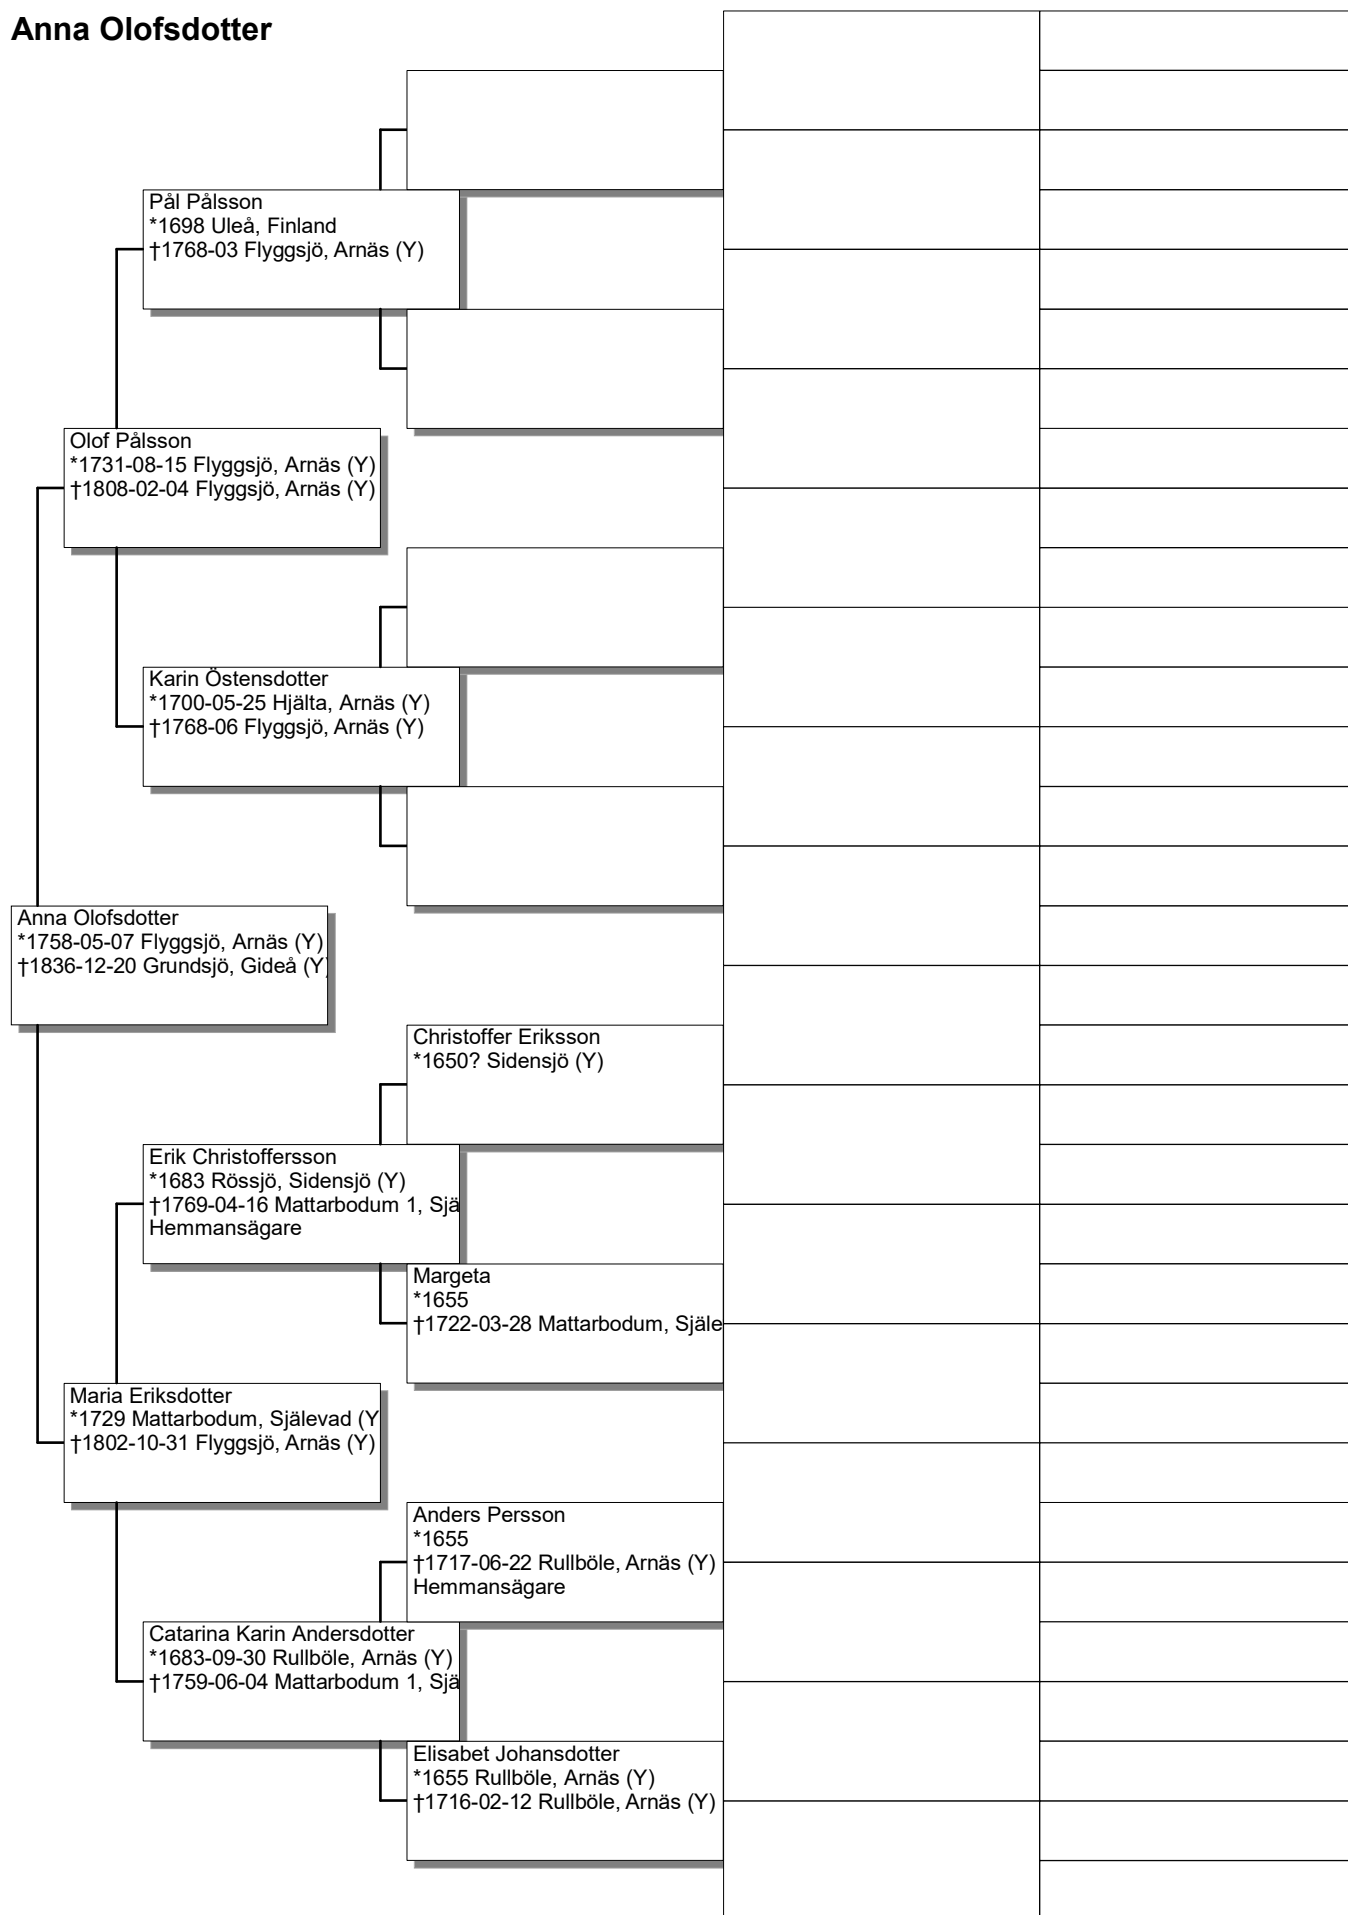 Anna Olofsdotter
Pål Pålsson
*1698 Uleå, Finland
†1768-03 Flyggsjö, Arnäs (Y)
Olof Pålsson
*1731-08-15 Flyggsjö, Arnäs (Y)
†1808-02-04 Flyggsjö, Arnäs (Y)
Karin Östensdotter
*1700-05-25 Hjälta, Arnäs (Y)
†1768-06 Flyggsjö, Arnäs (Y)
Anna Olofsdotter
*1758-05-07 Flyggsjö, Arnäs (Y)
†1836-12-20 Grundsjö, Gideå (Y)
Christoffer Eriksson
*1650? Sidensjö (Y)
Erik Christoffersson
*1683 Rössjö, Sidensjö (Y)
†1769-04-16 Mattarbodum 1, Sjä
Hemmansägare
Margeta
*1655
†1722-03-28 Mattarbodum, Själe
Maria Eriksdotter
*1729 Mattarbodum, Själevad (Y
†1802-10-31 Flyggsjö, Arnäs (Y)
Anders Persson
*1655
†1717-06-22 Rullböle, Arnäs (Y)
Hemmansägare
Catarina Karin Andersdotter
*1683-09-30 Rullböle, Arnäs (Y)
†1759-06-04 Mattarbodum 1, Sjä
Elisabet Johansdotter
*1655 Rullböle, Arnäs (Y)
†1716-02-12 Rullböle, Arnäs (Y)